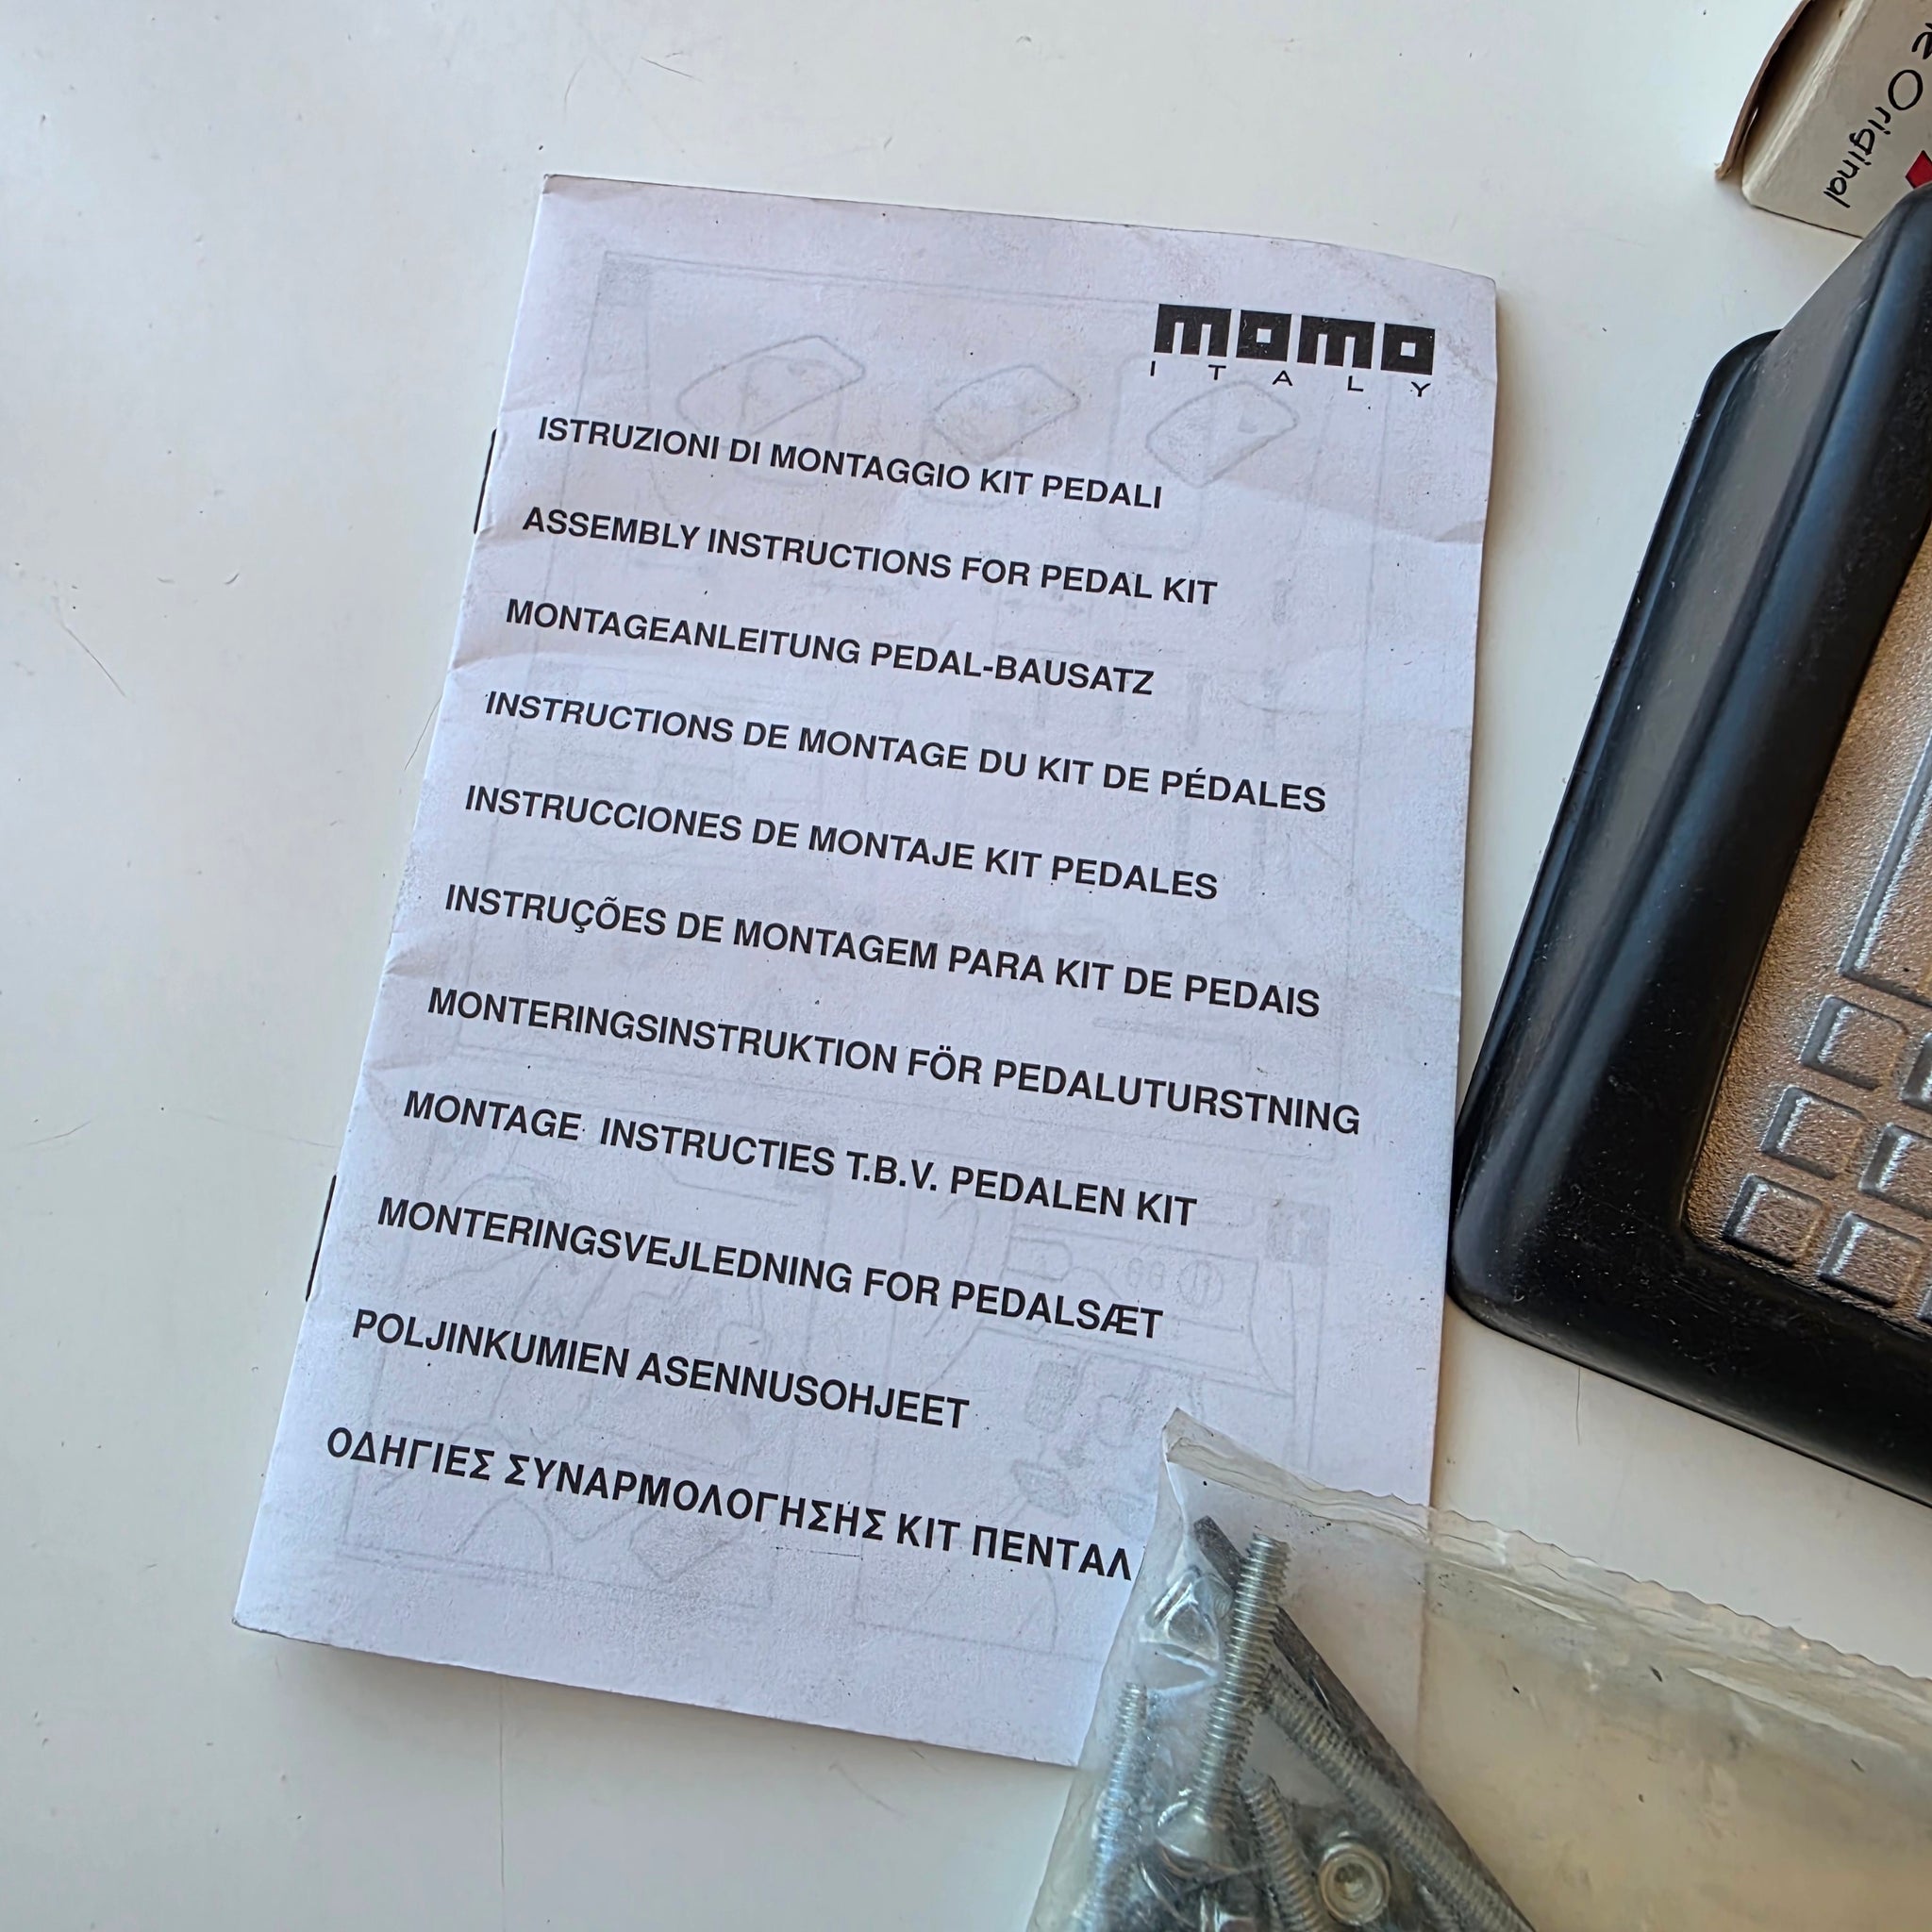 momo
ITALY
ISTRUZIONI DI MONTAGGIO KIT PEDALI
ASSEMBLY INSTRUCTIONS FOR PEDAL KIT
MONTAGEANLEITUNG PEDAL-BAUSATZ
INSTRUCTIONS DE MONTAGE DU KIT DE PÉDALES
INSTRUCCIONES DE MONTAJE KIT PEDALES
INSTRUÇÕES DE MONTAGEM PARA KIT DE PEDAIS
MONTERINGSINSTRUKTION FÖR PEDALUTURSTNING
MONTAGE INSTRUCTIES T.B.V. PEDALEN KIT
MONTERINGSVEJLEDNING FOR PEDALSÆT
POLJINKUMIEN ASENNUSOHJEET
ΟΔΗΓΙΕΣ ΣΥΝΑΡΜΟΛΟΓΗΣΗΣ ΚΙΤ ΠΕΝΤΑΛ
Original